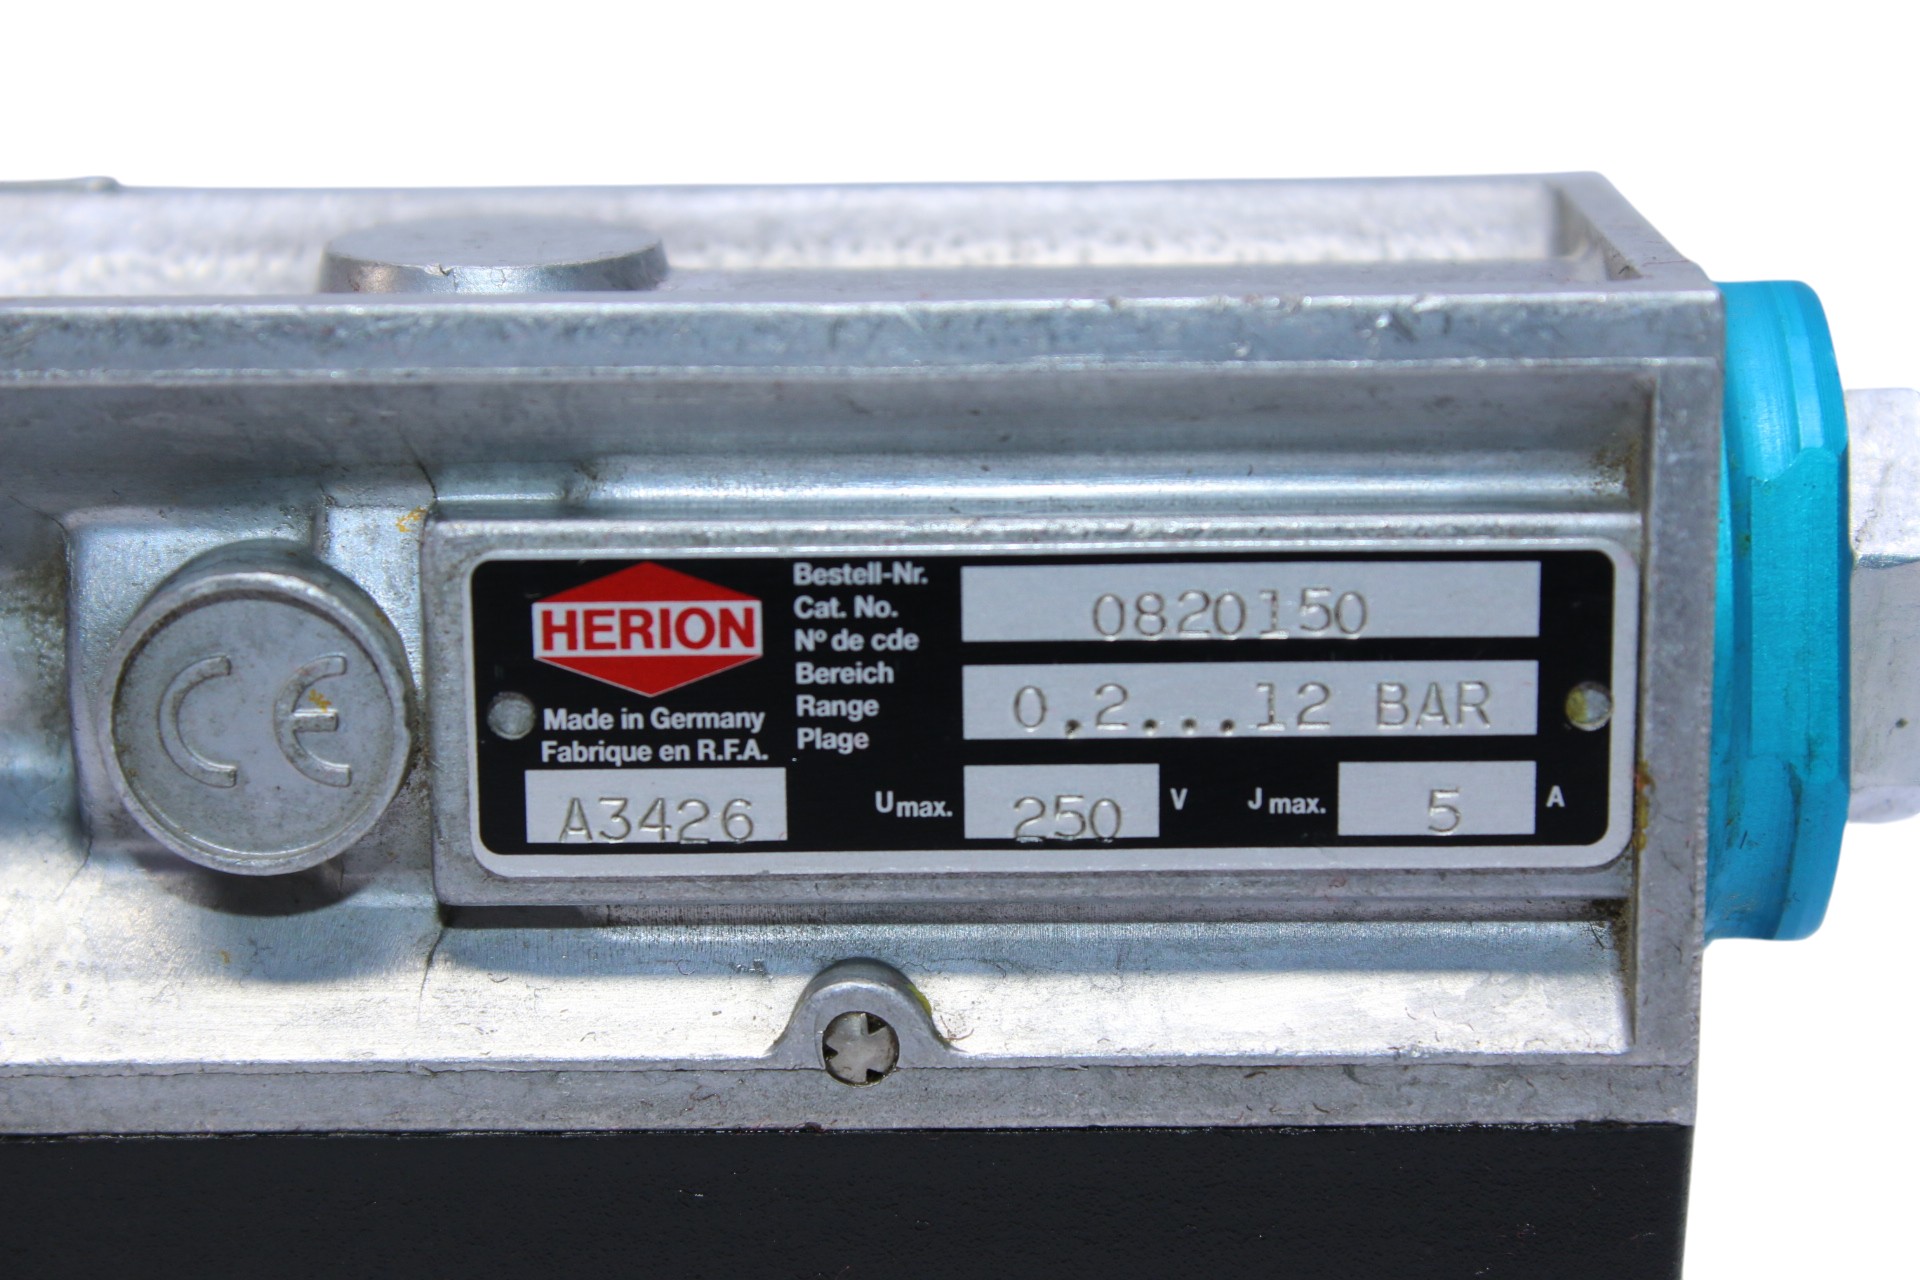 CE
HERION
Made in Germany
Fabrique en R.F.A.
A3426
Bestell-Nr.
Cat. No.
Nº de cde
0820150
Bereich
Range
Plage
0,2...12 BAR
Umax. 250 V
Jmax. 5 A